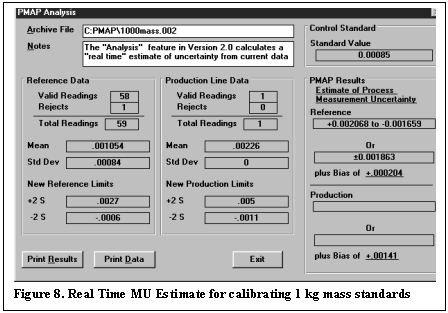 PMAP Analysis
Archive File C:PMAP\1000mass.002
Notes The "Analysis" feature in Version 2.0 calculates a
"real time" estimate of uncertainty from current data
Reference Data
Valid Readings 58
Rejects 1
Total Readings 59
Mean .001054
Std Dev .00084
New Reference Limits
+2 S .0027
-2 S -.0006
Production Line Data
Valid Readings 1
Rejects 0
Total Readings 1
Mean .00226
Std Dev 0
New Production Limits
+2 S .005
-2 S -.0011
Control Standard
Standard Value
0.00085
PMAP Results
Estimate of Process
Measurement Uncertainty
Reference
+0.002068 to -0.001659
Or
±0.001863
plus Bias of +.000204
Production
Or
plus Bias of +.00141
Print Results Print Data Exit
Figure 8. Real Time MU Estimate for calibrating 1 kg mass standards